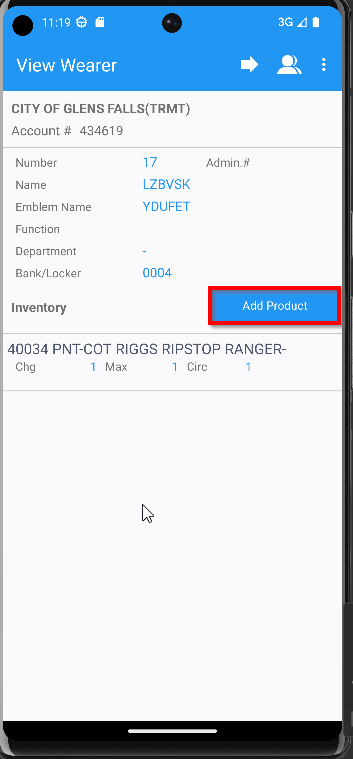 11:19 3G
View Wearer
CITY OF GLENS FALLS(TRMT)
Account # 434619
Number 17 Admin.#
Name LZBVSK
Emblem Name YDUFET
Function
Department -
Bank/Locker 0004
Inventory Add Product
40034 PNT-COT RIGGS RIPSTOP RANGER-
Chg 1 Max 1 Circ 1